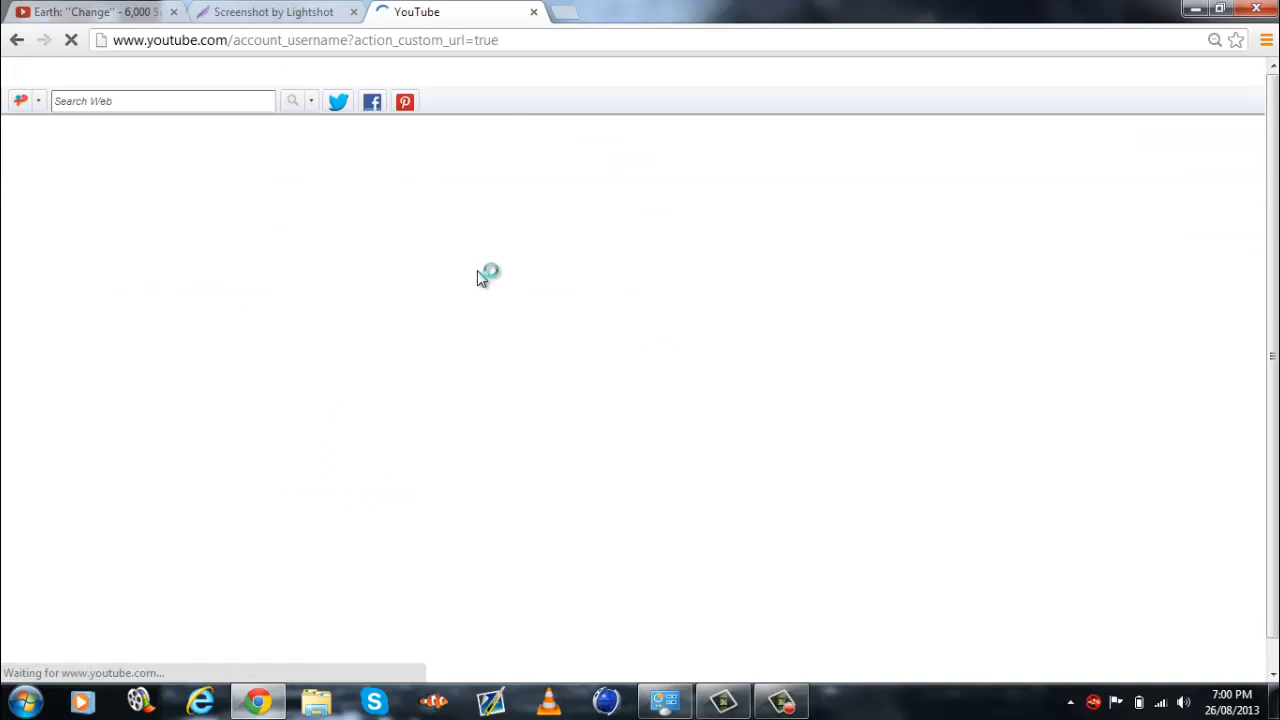 Earth: "Change" - 6,000 S
Screenshot by Lightshot
YouTube
www.youtube.com/account_username?action_custom_url=true
Search Web
Waiting for www.youtube.com...
7:00 PM
26/08/2013